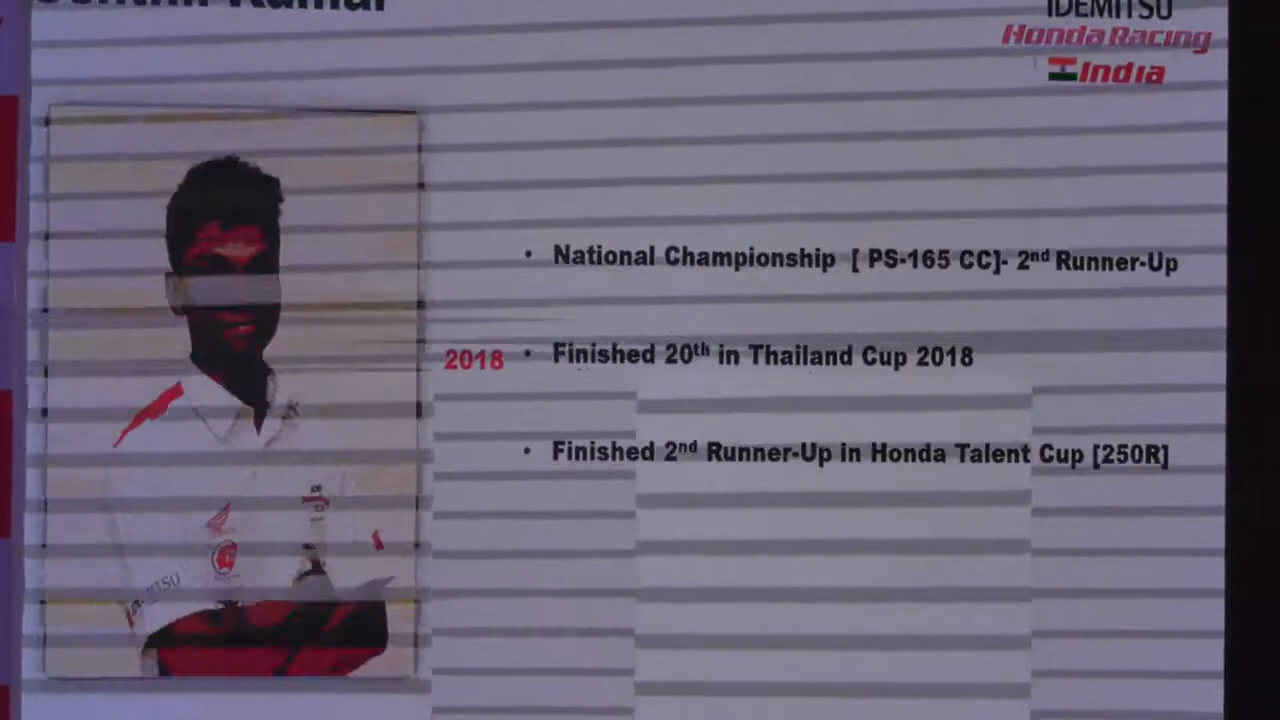 Kumar
IDEMITSU
Honda Racing
India
• National Championship [ PS-165 CC]- 2nd Runner-Up
2018 • Finished 20th in Thailand Cup 2018
• Finished 2nd Runner-Up in Honda Talent Cup [250R]